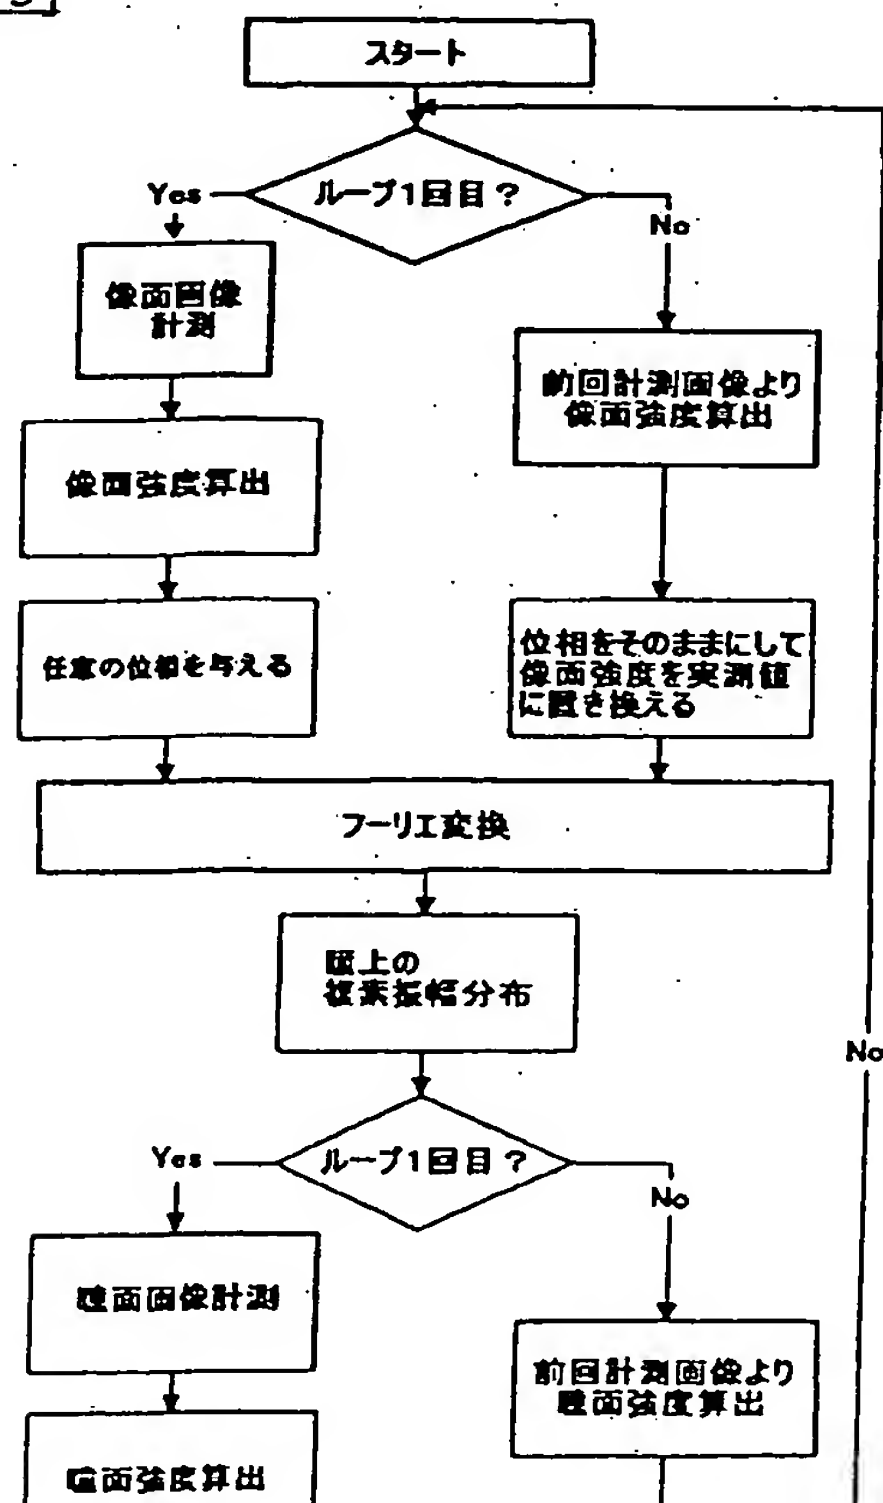 スタート
ループ1回目?
Yes
No
像面画像
計測
前回計測画像より
像面強度算出
像面強度算出
任意の位相を与える
位相をそのままにして
像面強度を実測値
に置き換える
フーリエ変換
瞳上の
複素振幅分布
No
ループ1回目?
Yes
No
瞳面画像計測
前回計測画像より
瞳面強度算出
瞳面強度算出